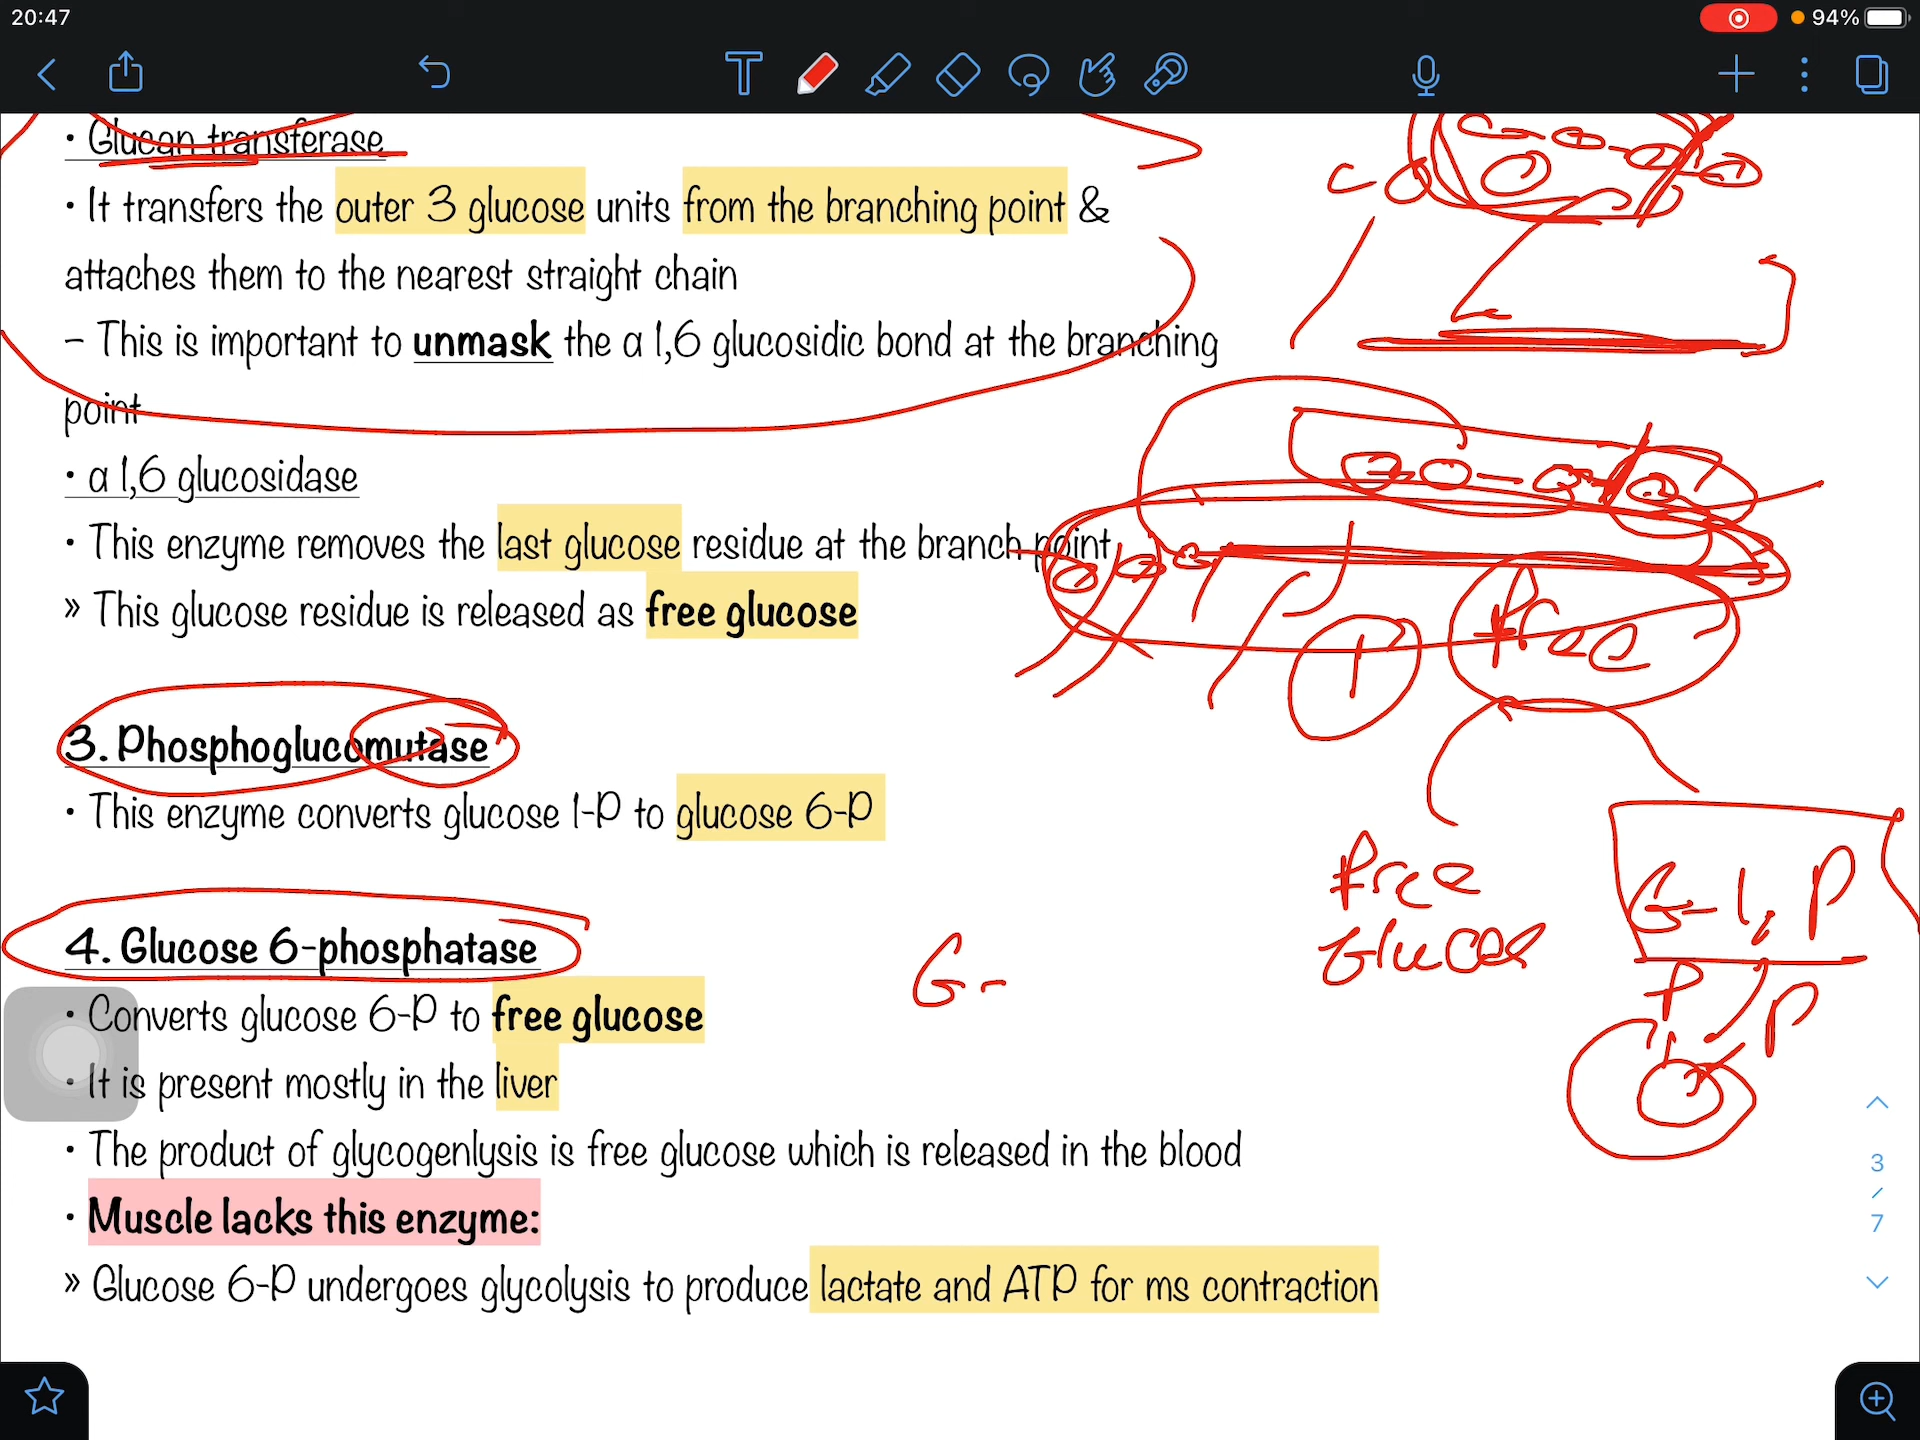 20:47
94%
• Glucan transferase
• It transfers the outer 3 glucose units from the branching point &
attaches them to the nearest straight chain
– This is important to unmask the α 1,6 glucosidic bond at the branching
point
• α 1,6 glucosidase
• This enzyme removes the last glucose residue at the branch point
» This glucose residue is released as free glucose
free
1
3. Phosphoglucomutase
• This enzyme converts glucose 1-P to glucose 6-P
free
Glucose
G-1, P
4. Glucose 6-phosphatase
G-
P
P
• Converts glucose 6-P to free glucose
• It is present mostly in the liver
• The product of glycogenlysis is free glucose which is released in the blood
• Muscle lacks this enzyme:
» Glucose 6-P undergoes glycolysis to produce lactate and ATP for ms contraction
3
/
7